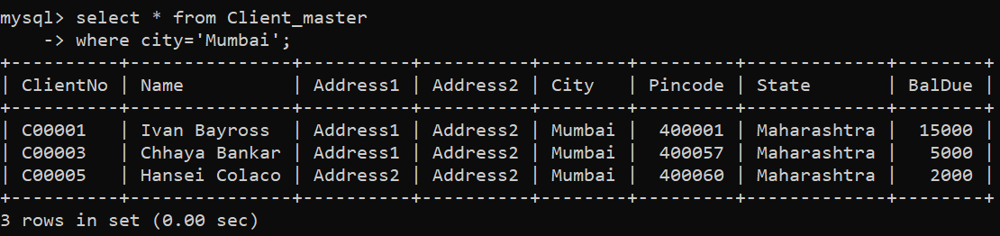 mysql> select * from Client_master
    -> where city='Mumbai';
+----------+---------------+----------+----------+--------+---------+-------------+--------+
| ClientNo | Name          | Address1 | Address2 | City   | Pincode | State       | BalDue |
+----------+---------------+----------+----------+--------+---------+-------------+--------+
| C00001   | Ivan Bayross  | Address1 | Address2 | Mumbai |  400001 | Maharashtra |  15000 |
| C00003   | Chhaya Bankar | Address1 | Address2 | Mumbai |  400057 | Maharashtra |   5000 |
| C00005   | Hansei Colaco | Address2 | Address2 | Mumbai |  400060 | Maharashtra |   2000 |
+----------+---------------+----------+----------+--------+---------+-------------+--------+
3 rows in set (0.00 sec)